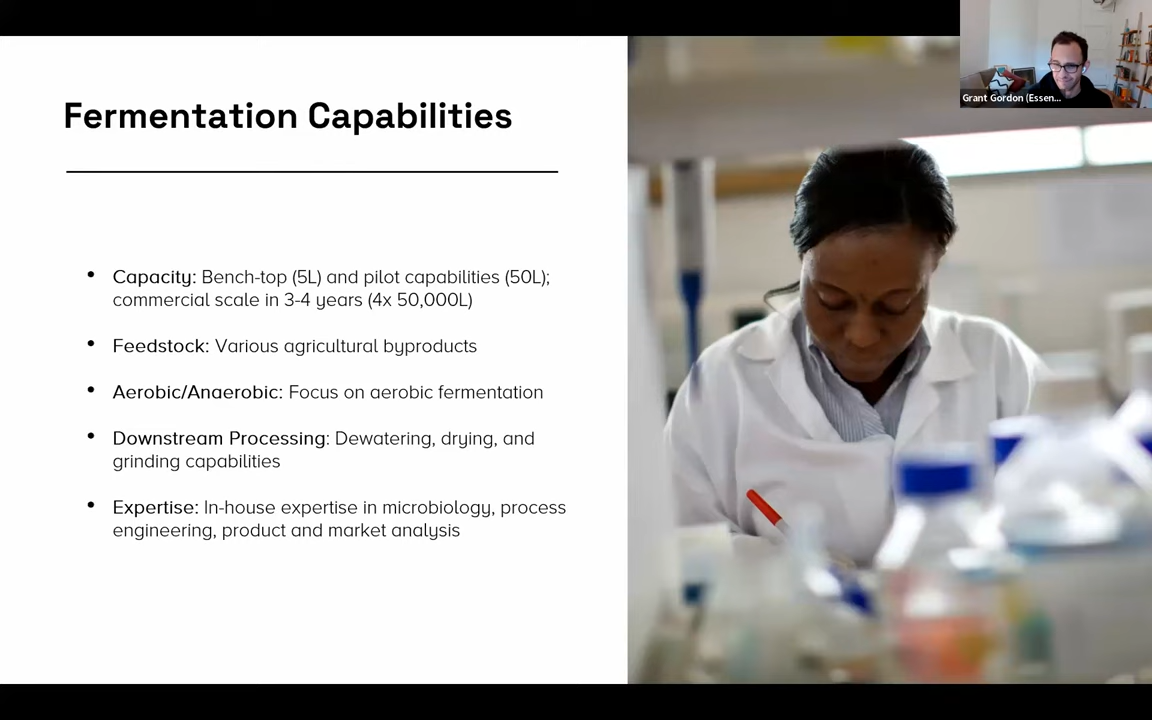 Fermentation Capabilities
Grant Gordon (Essen...
• Capacity: Bench-top (5L) and pilot capabilities (50L);
commercial scale in 3-4 years (4x 50,000L)
• Feedstock: Various agricultural byproducts
• Aerobic/Anaerobic: Focus on aerobic fermentation
• Downstream Processing: Dewatering, drying, and
grinding capabilities
• Expertise: In-house expertise in microbiology, process
engineering, product and market analysis